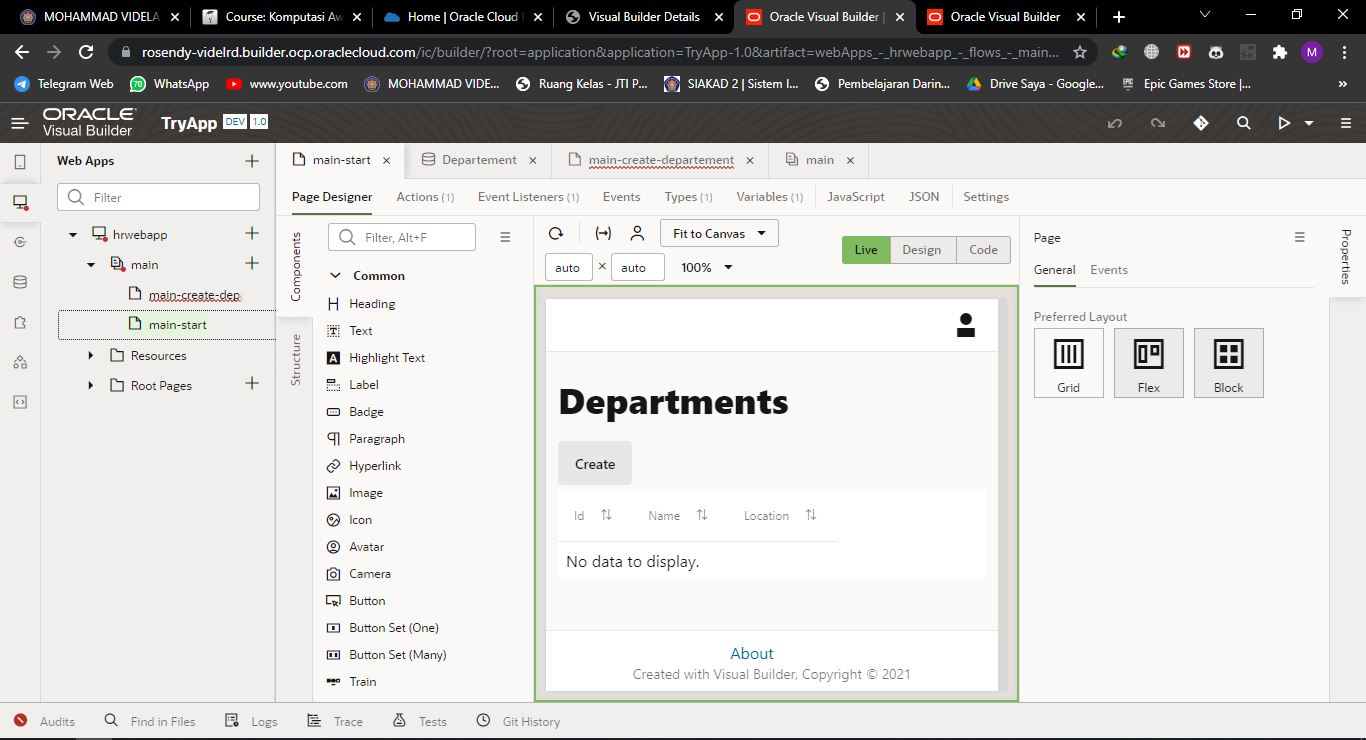 MOHAMMAD VIDELA
Course: Komputasi Aw
Home | Oracle Cloud
Visual Builder Details
Oracle Visual Builder |
Oracle Visual Builder
rosendy-videlrd.builder.ocp.oraclecloud.com/ic/builder/?root=application&application=TryApp-1.0&artifact=webApps_-_hrwebapp_-_flows_-_main...
M
Telegram Web
WhatsApp
www.youtube.com
MOHAMMAD VIDE...
Ruang Kelas - JTI P...
SIAKAD 2 | Sistem I...
Pembelajaran Darin...
Drive Saya - Google...
Epic Games Store |...
»
ORACLE
Visual Builder
TryApp DEV 1.0
Web Apps
Filter
hrwebapp
main
main-create-dep
main-start
Resources
Root Pages
main-start
Departement
main-create-departement
main
Page Designer
Actions (1)
Event Listeners (1)
Events
Types (1)
Variables (1)
JavaScript
JSON
Settings
Components
Structure
Filter, Alt+F
Common
Heading
Text
Highlight Text
Label
Badge
Paragraph
Hyperlink
Image
Icon
Avatar
Camera
Button
Button Set (One)
Button Set (Many)
Train
Fit to Canvas
auto × auto 100%
Live Design Code
Departments
Create
Id Name Location
No data to display.
About
Created with Visual Builder, Copyright © 2021
Page
General Events
Preferred Layout
Grid Flex Block
Properties
Audits
Find in Files
Logs
Trace
Tests
Git History